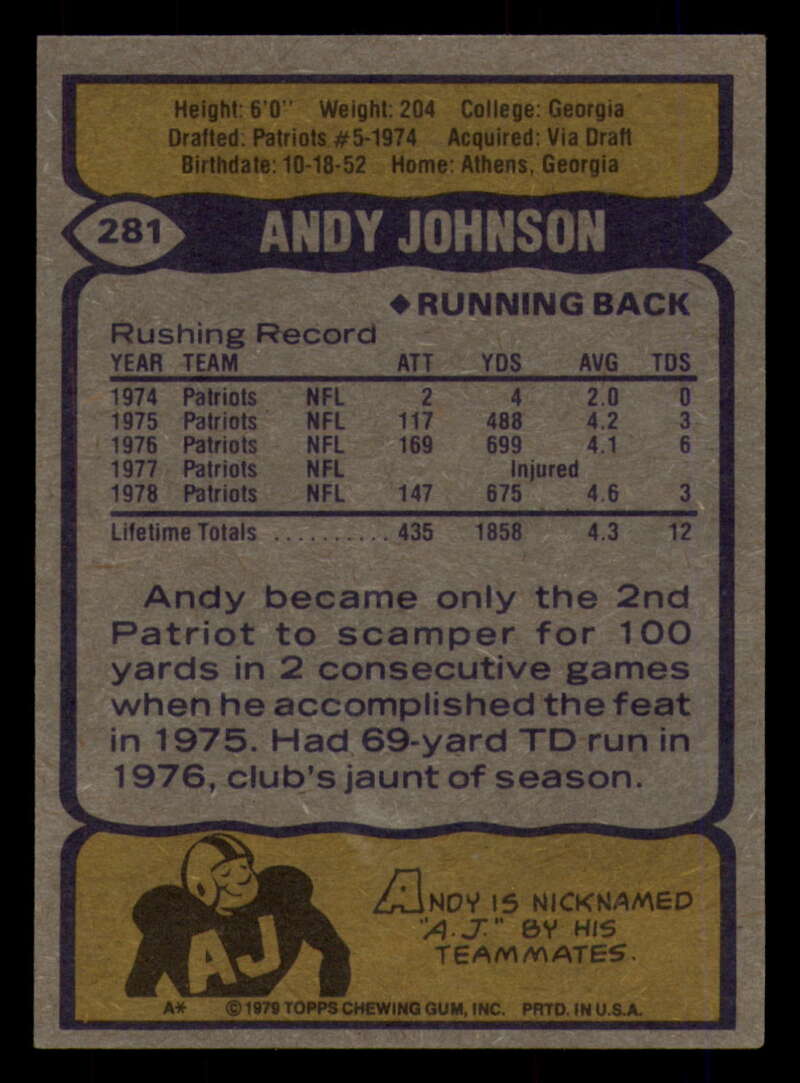 Height: 6'0" Weight: 204 College: Georgia
Drafted: Patriots #5-1974 Acquired: Via Draft
Birthdate: 10-18-52 Home: Athens, Georgia
281 ANDY JOHNSON
◆ RUNNING BACK
Rushing Record
YEAR TEAM ATT YDS AVG TDS
1974 Patriots NFL 2 4 2.0 0
1975 Patriots NFL 117 488 4.2 3
1976 Patriots NFL 169 699 4.1 6
1977 Patriots NFL Injured
1978 Patriots NFL 147 675 4.6 3
Lifetime Totals .......... 435 1858 4.3 12
Andy became only the 2nd
Patriot to scamper for 100
yards in 2 consecutive games
when he accomplished the feat
in 1975. Had 69-yard TD run in
1976, club's jaunt of season.
AJ
ANDY IS NICKNAMED
"A.J." BY HIS
TEAMMATES.
A* © 1979 TOPPS CHEWING GUM, INC. PRTD. IN U.S.A.